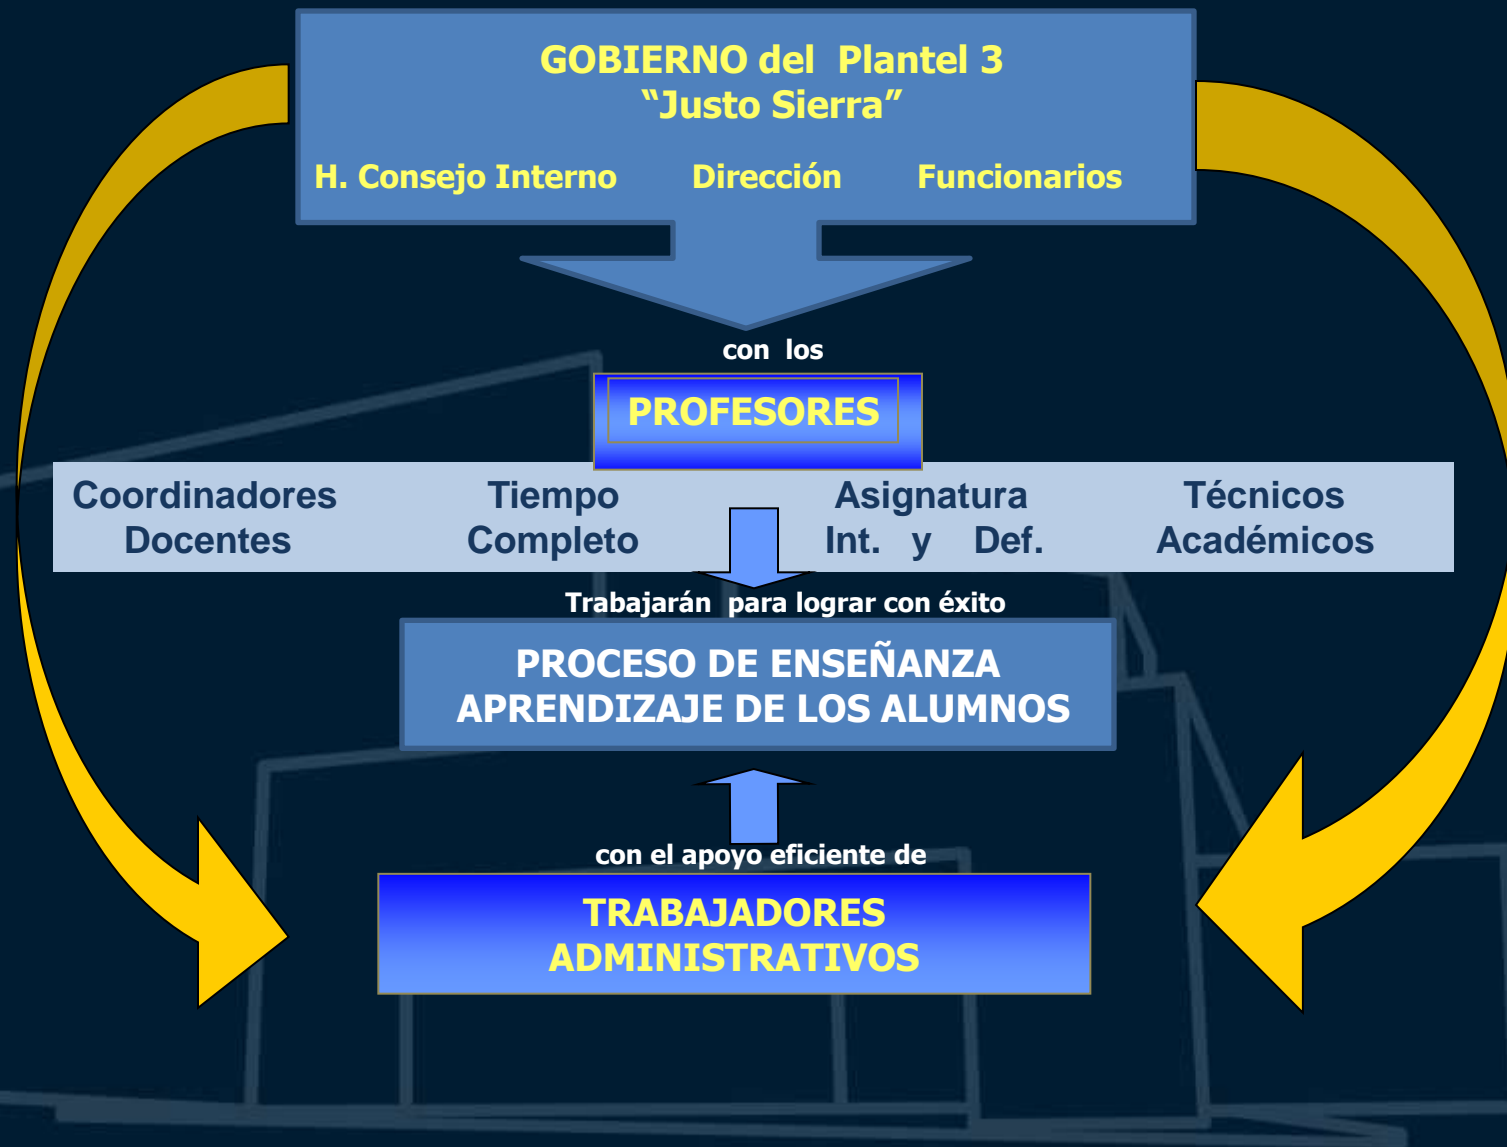 GOBIERNO del Plantel 3
“Justo Sierra”
H. Consejo Interno Dirección Funcionarios
con los
PROFESORES
Coordinadores Tiempo Asignatura Técnicos
Docentes Completo Int. y Def. Académicos
Trabajarán para lograr con éxito
PROCESO DE ENSEÑANZA
APRENDIZAJE DE LOS ALUMNOS
con el apoyo eficiente de
TRABAJADORES
ADMINISTRATIVOS